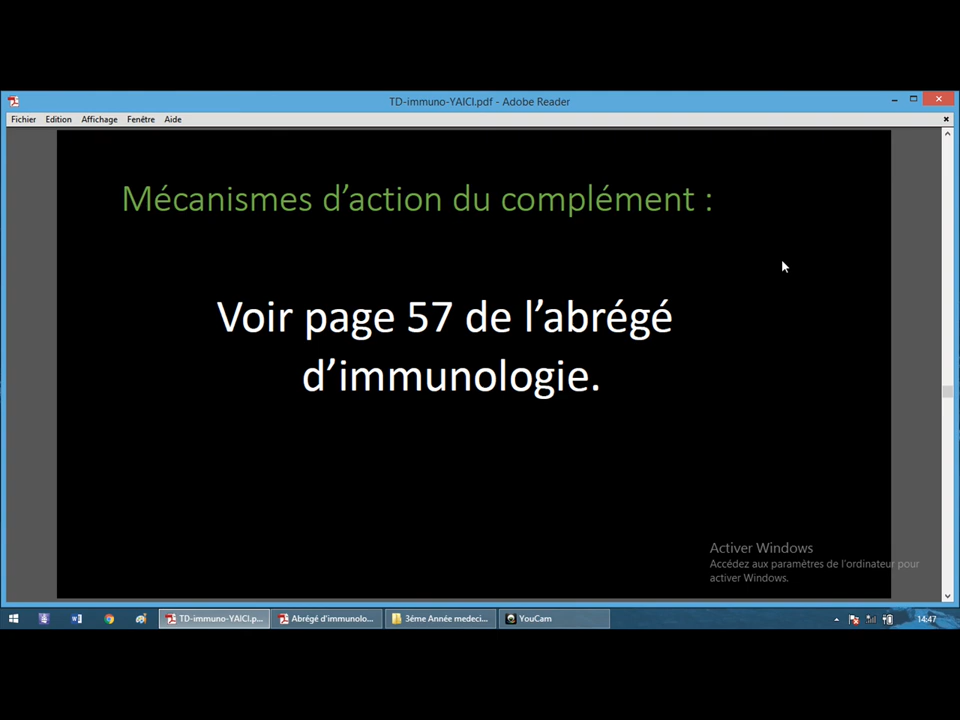 TD-immuno-YAICI.pdf - Adobe Reader
Fichier Edition Affichage Fenêtre Aide
Mécanismes d’action du complément :
Voir page 57 de l’abrégé
d’immunologie.
Activer Windows
Accédez aux paramètres de l'ordinateur pour
activer Windows.
TD-immuno-YAICI.p... Abrégé d'immunolo... 3éme Année medeci... YouCam 14:47